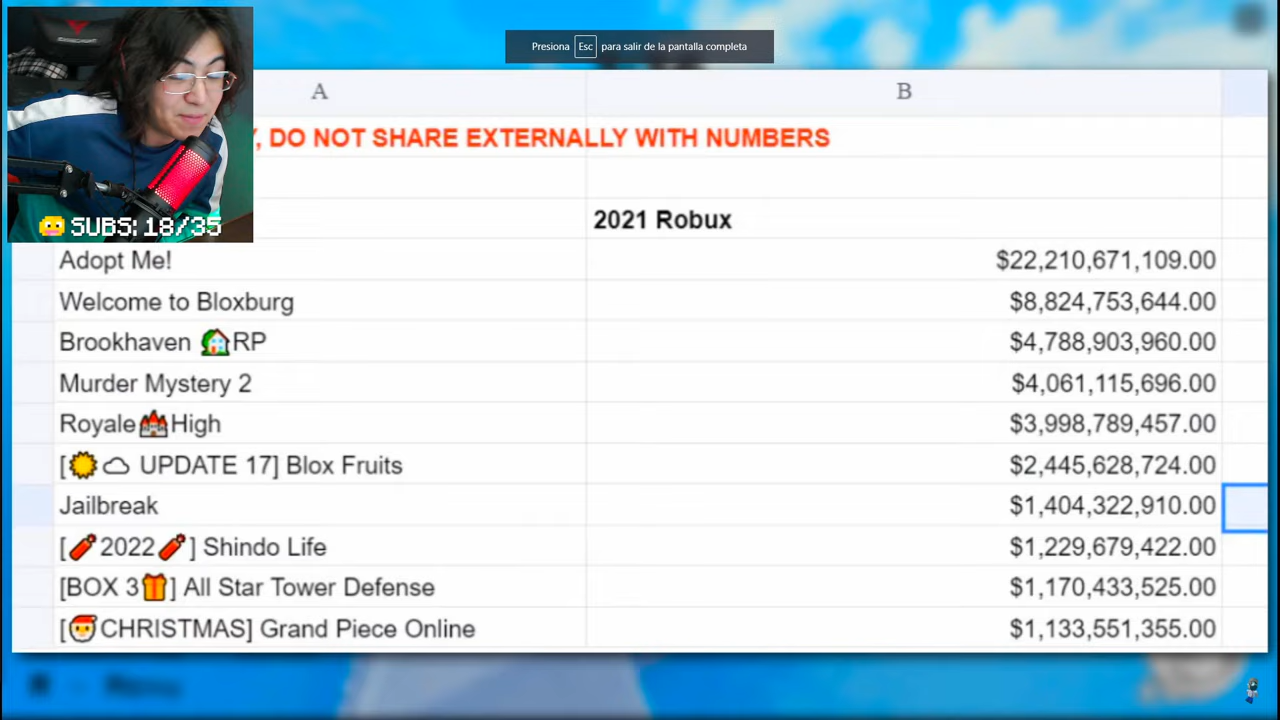 Presiona Esc para salir de la pantalla completa
A B
, DO NOT SHARE EXTERNALLY WITH NUMBERS
SUBS: 18/35
2021 Robux
Adopt Me! $22,210,671,109.00
Welcome to Bloxburg $8,824,753,644.00
Brookhaven 🏡RP $4,788,903,960.00
Murder Mystery 2 $4,061,115,696.00
Royale🏰High $3,998,789,457.00
[☀️☁️ UPDATE 17] Blox Fruits $2,445,628,724.00
Jailbreak $1,404,322,910.00
[🧨2022🧨] Shindo Life $1,229,679,422.00
[BOX 3🎁] All Star Tower Defense $1,170,433,525.00
[🎅CHRISTMAS] Grand Piece Online $1,133,551,355.00